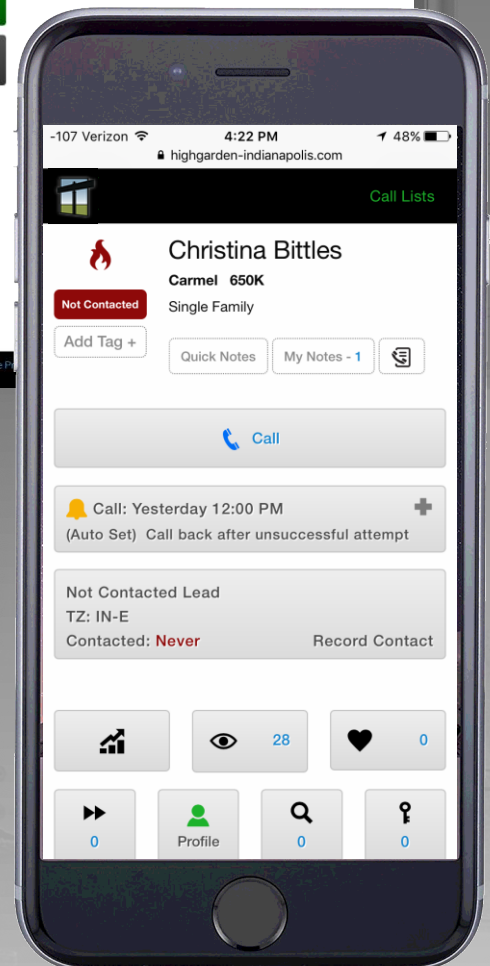 -107 Verizon 4:22 PM 48%
highgarden-indianapolis.com
Call Lists
Christina Bittles
Carmel 650K
Not Contacted
Single Family
Add Tag +
Quick Notes
My Notes - 1
Call
Call: Yesterday 12:00 PM
(Auto Set) Call back after unsuccessful attempt
Not Contacted Lead
TZ: IN-E
Contacted: Never
Record Contact
28
0
0
Profile
0
0